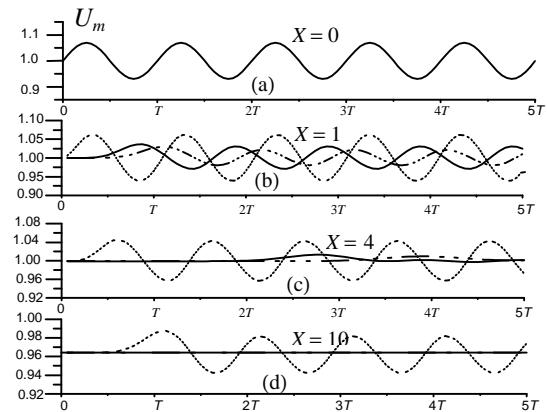 U_m
1.1
1.0
0.9
X = 0
(a)
0 T 2T 3T 4T 5T
1.10
1.05
1.00
0.95
0.90
X = 1
(b)
0 T 2T 3T 4T 5T
1.08
1.04
1.00
0.96
0.92
X = 4
(c)
0 T 2T 3T 4T 5T
1.00
0.98
0.96
0.94
0.92
X = 10
(d)
0 T 2T 3T 4T 5T